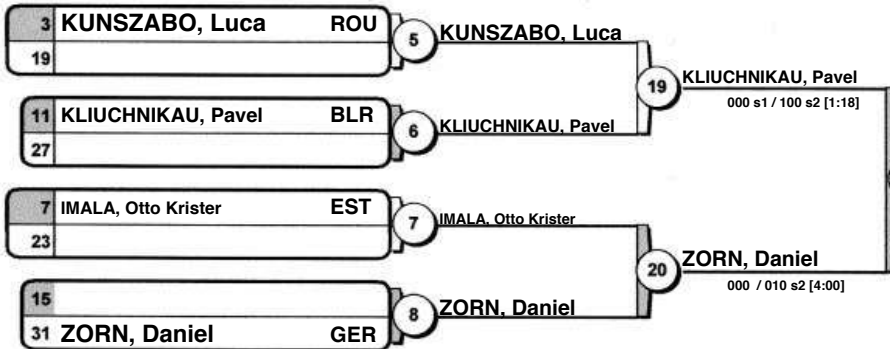 3 KUNSZABO, Luca ROU
19
5 KUNSZABO, Luca
11 KLIUCHNIKAU, Pavel BLR
27
6 KLIUCHNIKAU, Pavel
19 KLIUCHNIKAU, Pavel
000 s1 / 100 s2 [1:18]
7 IMALA, Otto Krister EST
23
7 IMALA, Otto Krister
15
31 ZORN, Daniel GER
8 ZORN, Daniel
20 ZORN, Daniel
000 / 010 s2 [4:00]